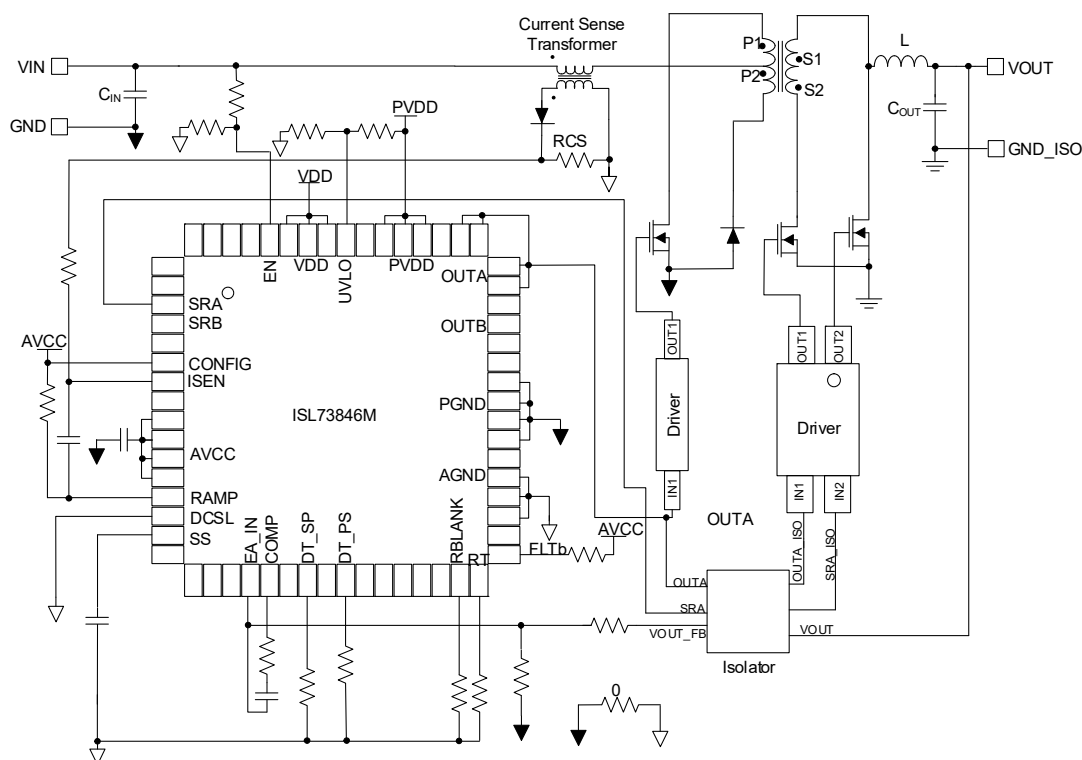 Current Sense
Transformer
P1
P2
S1
S2
L
VIN
VOUT
CIN
COUT
GND
GND_ISO
PVDD
RCS
VDD
EN
VDD
UVLO
PVDD
OUTA
SRA
SRB
OUTB
AVCC
CONFIG
ISEN
OUT1
OUT1
OUT2
ISL73846M
PGND
Driver
Driver
AVCC
AGND
IN1
IN1
IN2
RAMP
DCSL
SS
EA_IN
COMP
DT_SP
DT_PS
RBLANK
RT
FLTb
AVCC
OUTA
OUTA_ISO
SRA_ISO
OUTA
SRA
VOUT_FB
VOUT
Isolator
0